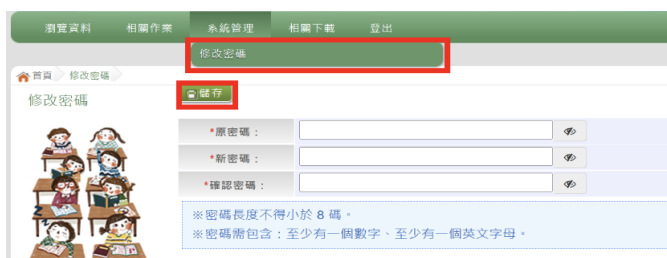 瀏覽資料 相關作業 系統管理 相關下載 登出
修改密碼
首頁 修改密碼
修改密碼
儲存
*原密碼：
*新密碼：
*確認密碼：
※密碼長度不得小於 8 碼。
※密碼需包含：至少有一個數字、至少有一個英文字母。